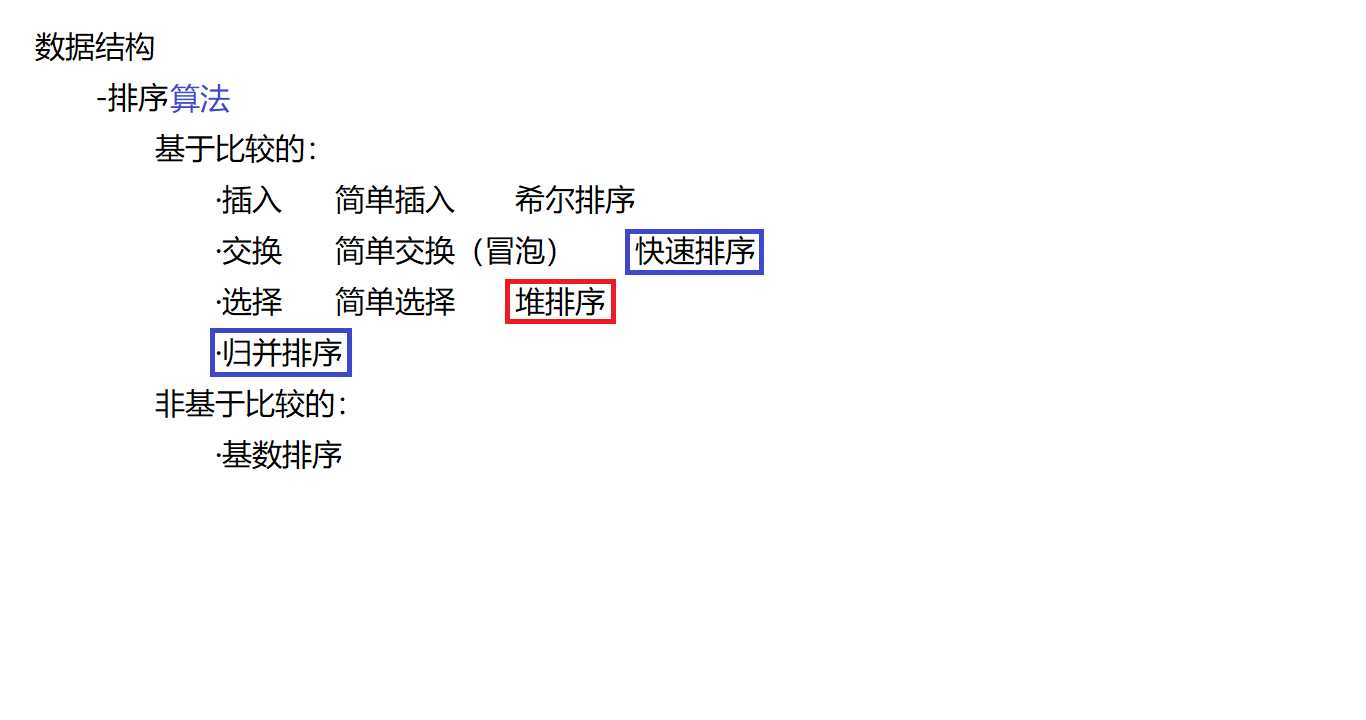 数据结构
-排序算法
基于比较的：
·插入 简单插入 希尔排序
·交换 简单交换（冒泡） 快速排序
·选择 简单选择 堆排序
·归并排序
非基于比较的：
·基数排序